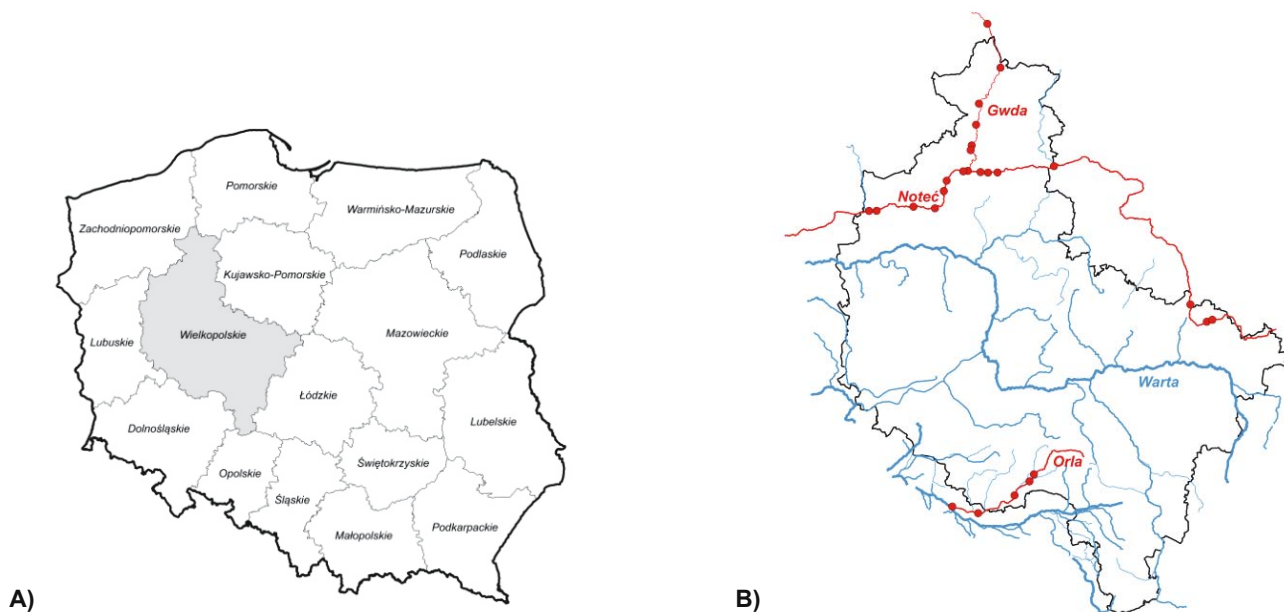 Pomorskie
Warmińsko-Mazurskie
Zachodniopomorskie
Podlaskie
Kujawsko-Pomorskie
Wielkopolskie
Mazowieckie
Lubuskie
Łódzkie
Lubelskie
Dolnośląskie
Świętokrzyskie
Opolskie
Śląskie
Podkarpackie
Małopolskie
A)
Gwda
Noteć
Warta
Orla
B)